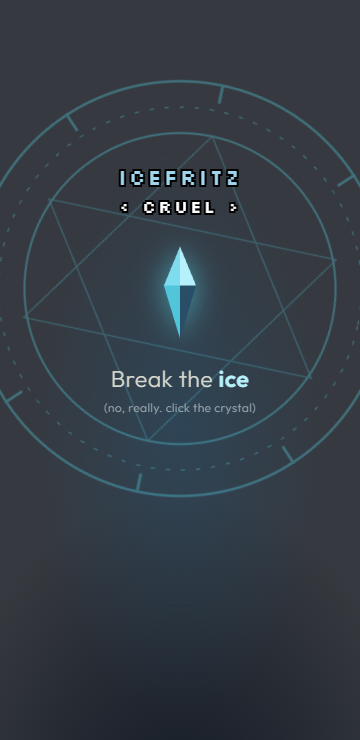 ICEFRITZ
‹ CRUEL ›
Break the ice
(no, really. click the crystal)